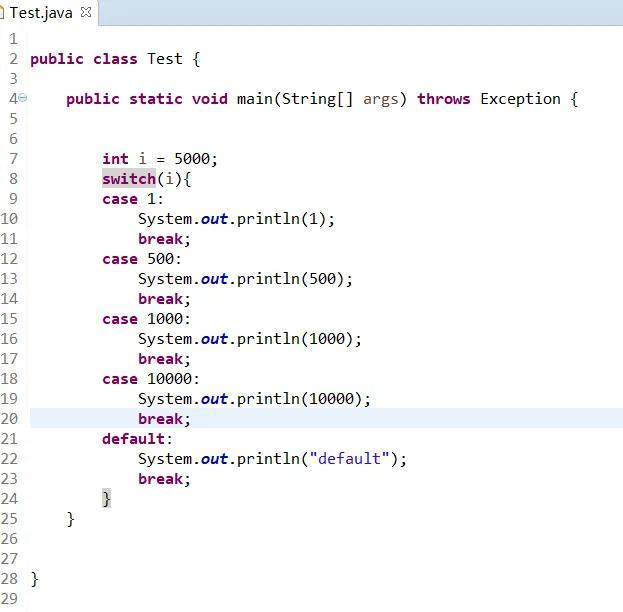 Test.java
1
2 public class Test {
3
4 public static void main(String[] args) throws Exception {
5
6
7 int i = 5000;
8 switch(i){
9 case 1:
10 System.out.println(1);
11 break;
12 case 500:
13 System.out.println(500);
14 break;
15 case 1000:
16 System.out.println(1000);
17 break;
18 case 10000:
19 System.out.println(10000);
20 break;
21 default:
22 System.out.println("default");
23 break;
24 }
25 }
26
27
28 }
29